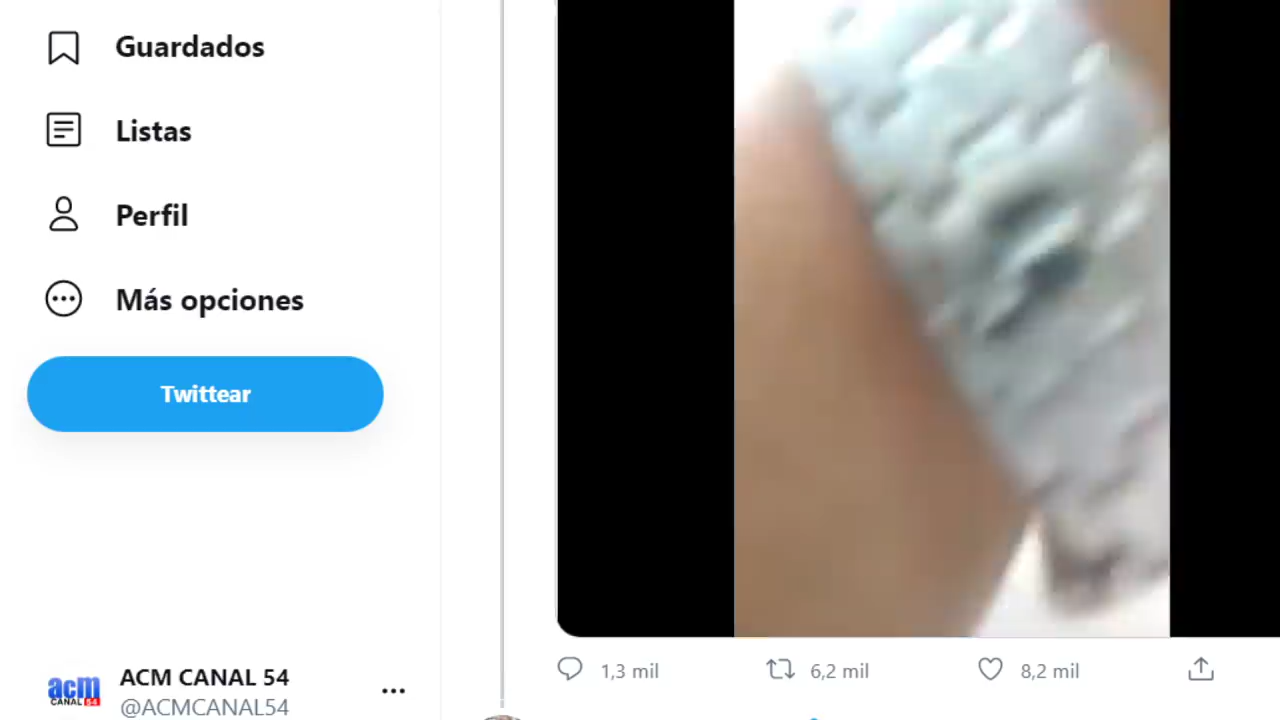 Guardados
Listas
Perfil
Más opciones
Twittear
acm
CANAL 54
ACM CANAL 54
@ACMCANAL54
1,3 mil
6,2 mil
8,2 mil